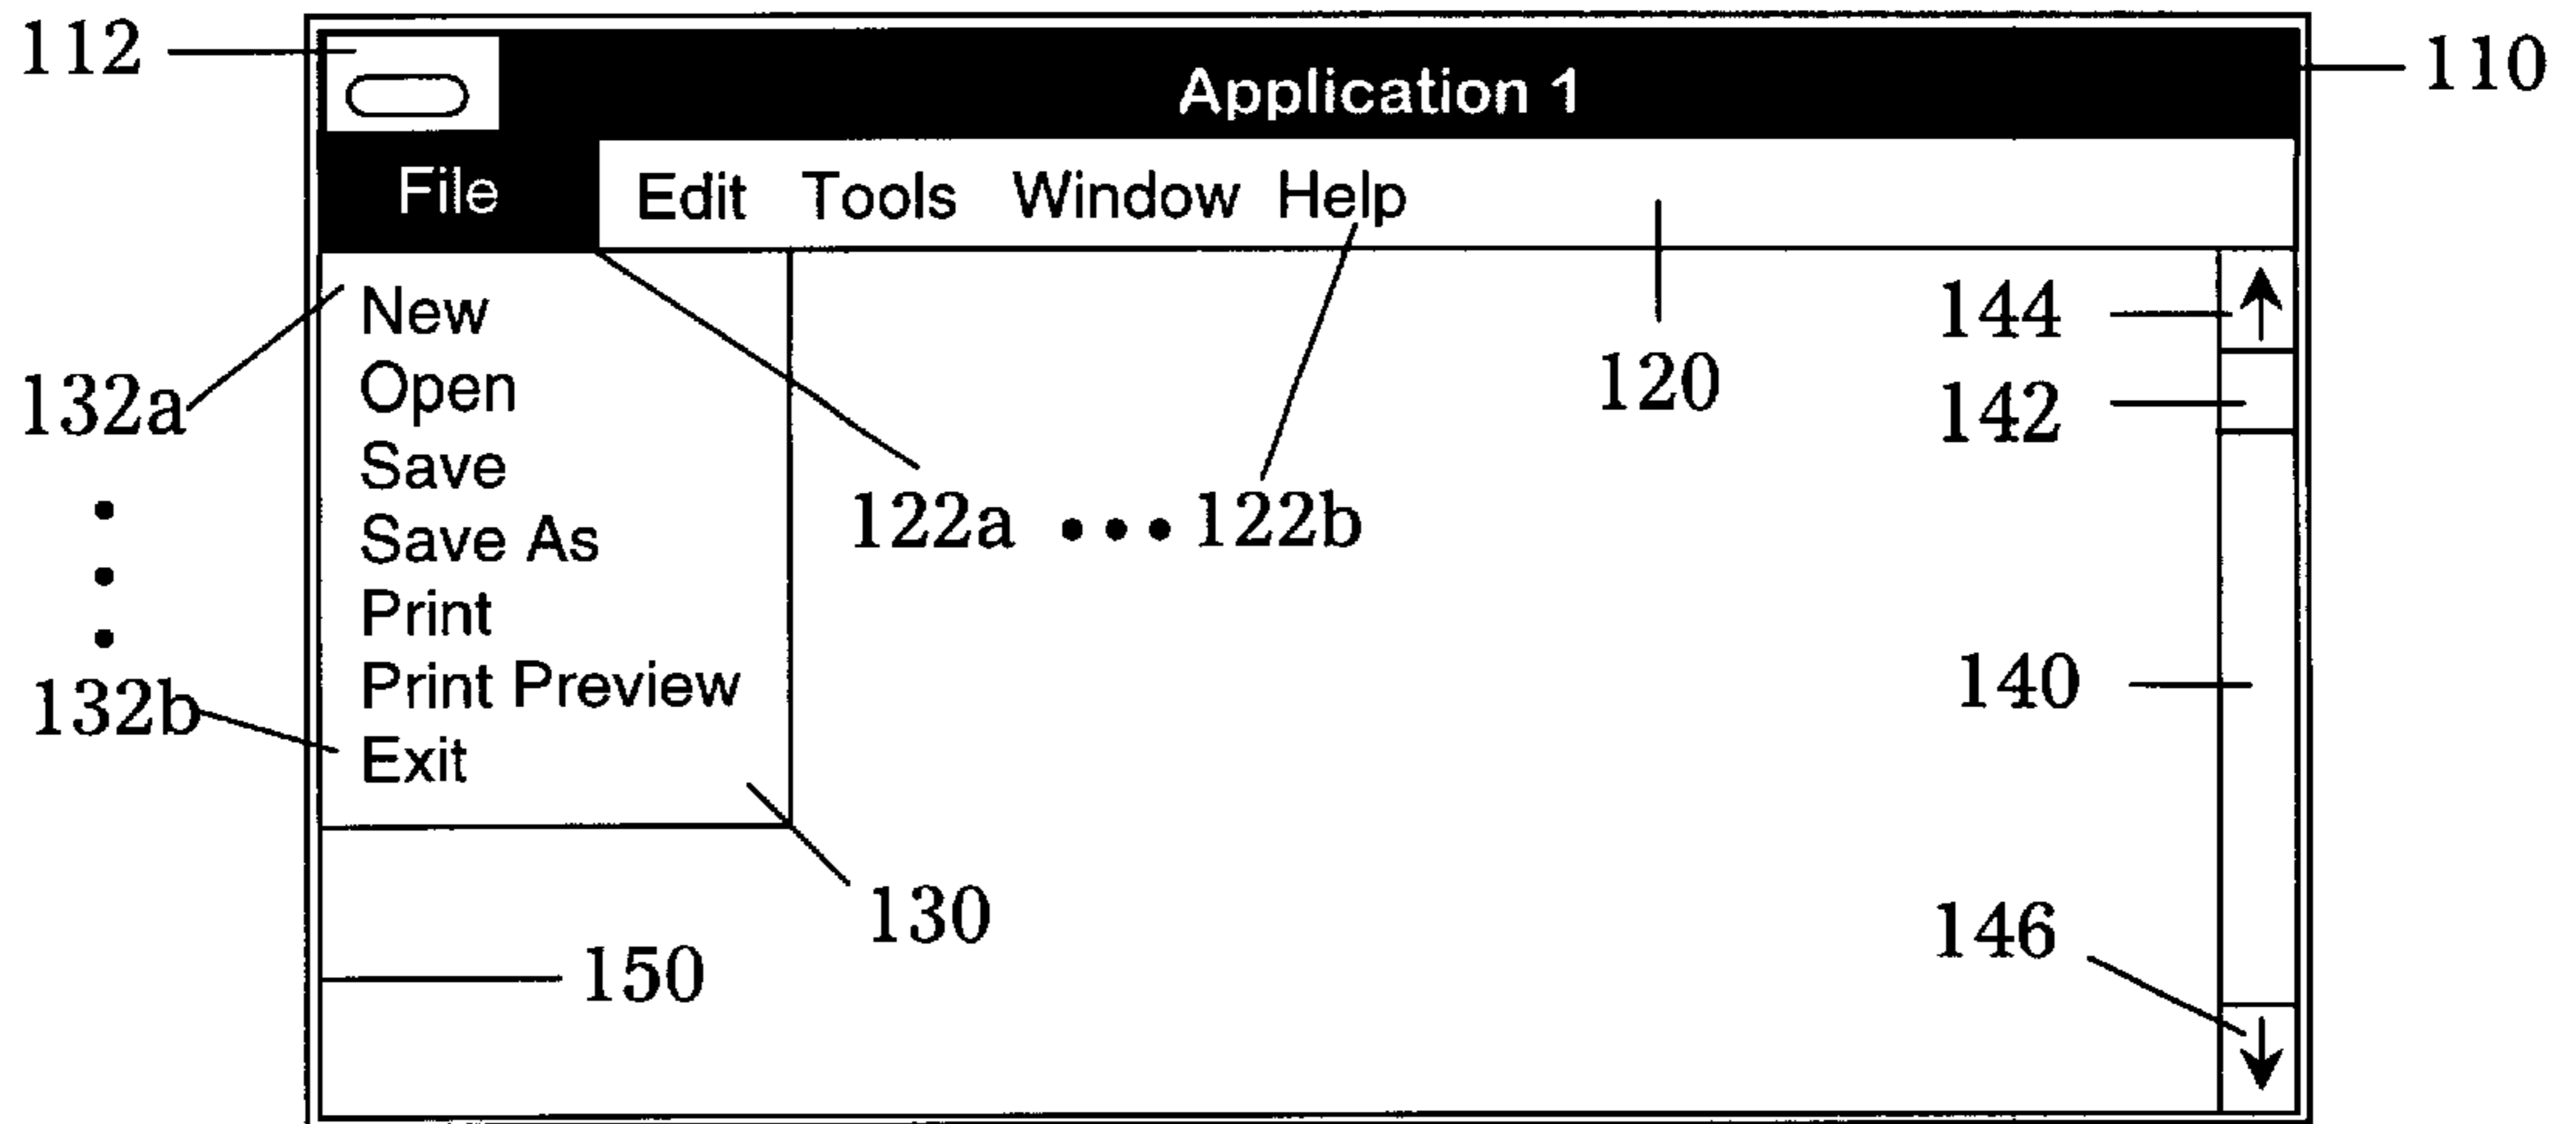 112
Application 1
110
File Edit Tools Window Help
New
Open
Save
Save As
Print
Print Preview
Exit
132a
132b
122a ••• 122b
120
144
142
140
130
146
150